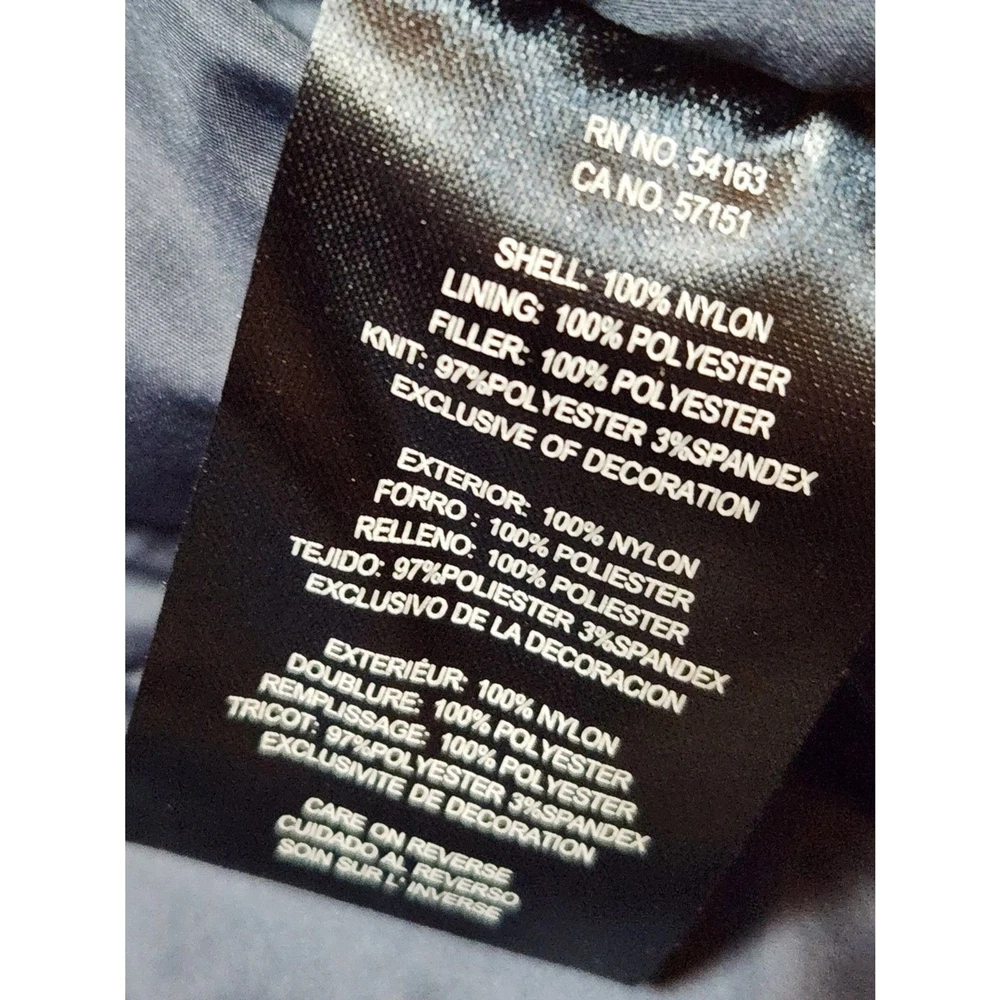 RN NO. 54163
CA NO. 57151
SHELL: 100% NYLON
LINING: 100% POLYESTER
FILLER: 100% POLYESTER
KNIT: 97%POLYESTER 3%SPANDEX
EXCLUSIVE OF DECORATION
EXTERIOR: 100% NYLON
FORRO : 100% POLIESTER
RELLENO: 100% POLIESTER
TEJIDO: 97%POLIESTER 3%SPANDEX
EXCLUSIVO DE LA DECORACION
EXTERIÉUR: 100% NYLON
DOUBLURE: 100% POLYESTER
REMPLISSAGE: 100% POLYESTER
TRICOT: 97%POLYESTER 3%SPANDEX
EXCLUSIVITE DE DECORATION
CARE ON REVERSE
CUIDADO AL REVERSO
SOIN SUR L' INVERSE